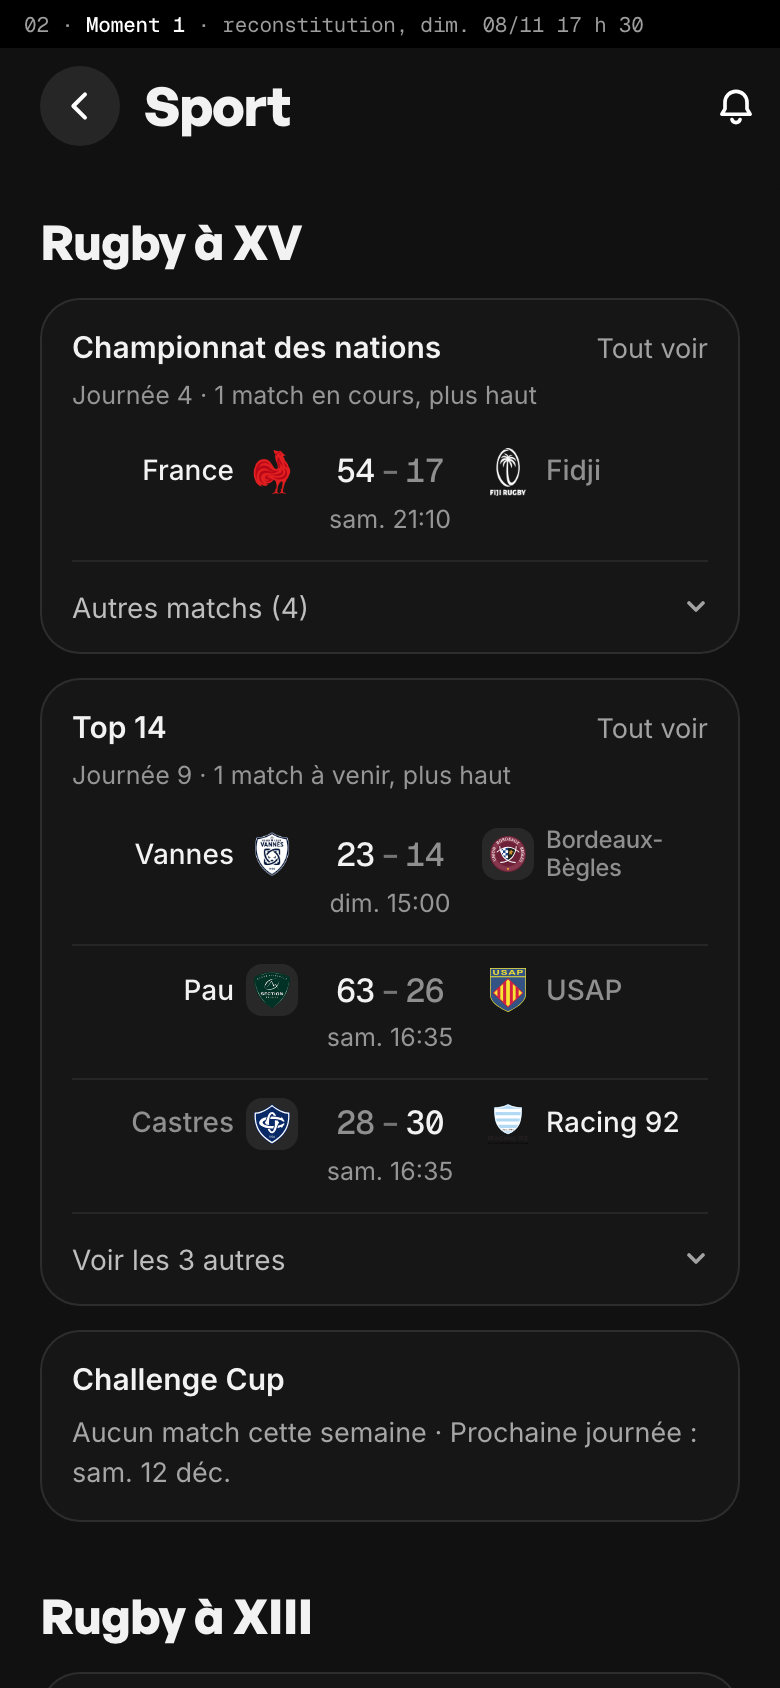 02 · Moment 1 · reconstitution, dim. 08/11 17 h 30
Sport
Rugby à XV
Championnat des nations Tout voir
Journée 4 · 1 match en cours, plus haut
France 54 – 17 Fidji
FIJI RUGBY
sam. 21:10
Autres matchs (4)
Top 14 Tout voir
Journée 9 · 1 match à venir, plus haut
Vannes VANNES 23 – 14 Bordeaux-
Bègles
dim. 15:00
Pau SECTION 63 – 26 USAP USAP
sam. 16:35
Castres 28 – 30 Racing 92
sam. 16:35
Voir les 3 autres
Challenge Cup
Aucun match cette semaine · Prochaine journée :
sam. 12 déc.
Rugby à XIII